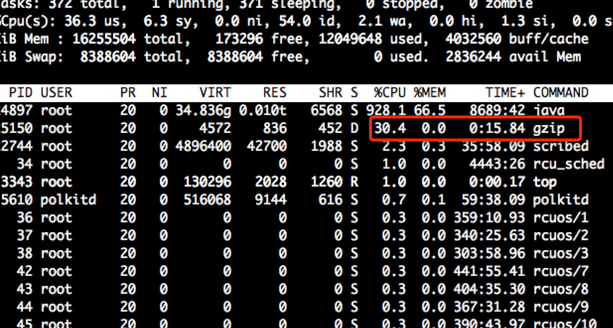 Tasks: 372 total, 1 running, 371 sleeping, 0 stopped, 0 zombie
Cpu(s): 36.3 us, 6.3 sy, 0.0 ni, 54.0 id, 2.1 wa, 0.0 hi, 1.3 si, 0.0 s
KiB Mem : 16255504 total, 173296 free, 12049648 used, 4032560 buff/cache
KiB Swap: 8388604 total, 8388604 free, 0 used. 2836244 avail Mem
PID USER PR NI VIRT RES SHR S %CPU %MEM TIME+ COMMAND
24897 root 20 0 34.836g 0.010t 6568 S 928.1 66.5 8689:42 java
25150 root 20 0 4572 836 452 D 30.4 0.0 0:15.84 gzip
22744 root 20 0 4896400 42700 1988 S 2.3 0.3 35:58.09 scribed
34 root 20 0 0 0 0 S 1.0 0.0 4443:26 rcu_sched
3343 root 20 0 130296 2028 1260 R 1.0 0.0 0:00.17 top
5610 polkitd 20 0 516068 9144 616 S 0.7 0.1 59:38.09 polkitd
36 root 20 0 0 0 0 S 0.3 0.0 359:10.93 rcuos/1
37 root 20 0 0 0 0 S 0.3 0.0 340:25.63 rcuos/2
38 root 20 0 0 0 0 S 0.3 0.0 303:58.96 rcuos/3
42 root 20 0 0 0 0 S 0.3 0.0 441:55.41 rcuos/7
43 root 20 0 0 0 0 S 0.3 0.0 404:35.30 rcuos/8
44 root 20 0 0 0 0 S 0.3 0.0 367:31.28 rcuos/9
45 root 20 0 0 0 0 S 0.3 0.0 390:43.97 rcuos/10